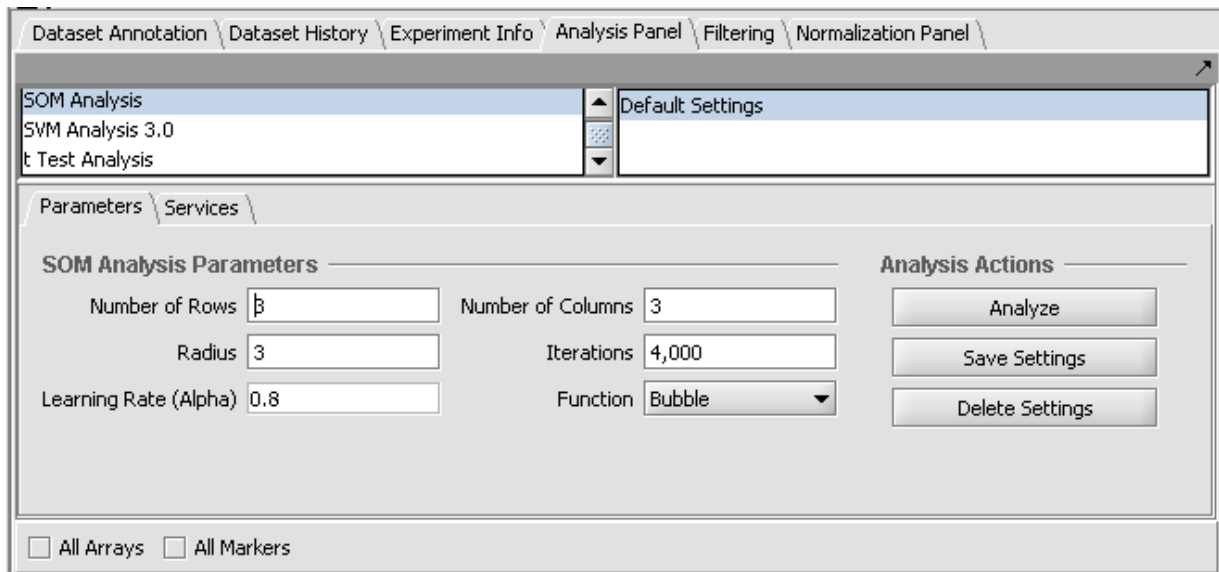 Dataset Annotation Dataset History Experiment Info Analysis Panel Filtering Normalization Panel
SOM Analysis
SVM Analysis 3.0
t Test Analysis
Default Settings
Parameters Services
SOM Analysis Parameters
Number of Rows 3 Number of Columns 3
Radius 3 Iterations 4,000
Learning Rate (Alpha) 0.8 Function Bubble
Analysis Actions
Analyze
Save Settings
Delete Settings
All Arrays All Markers